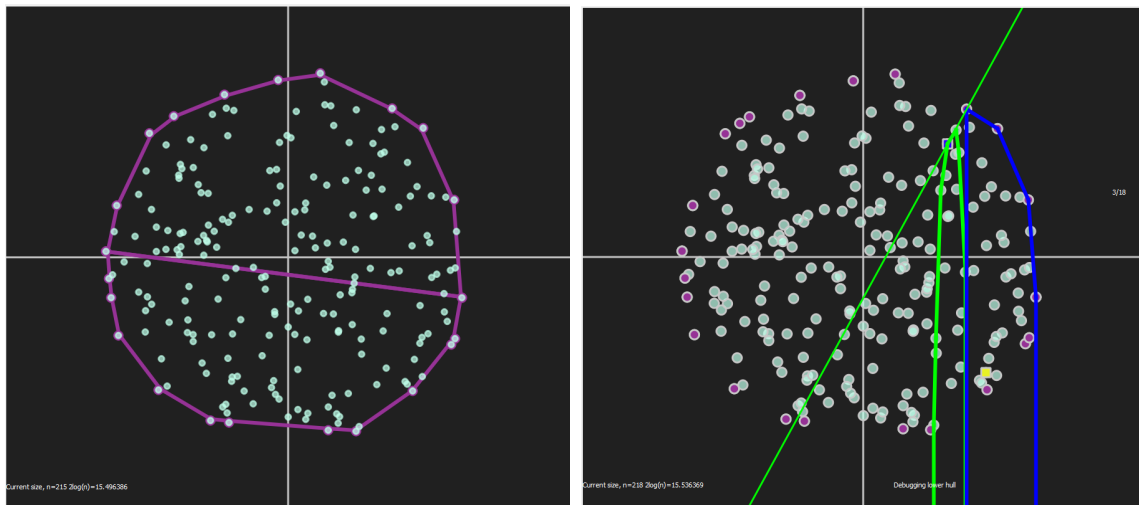 Current size, n=215 2log(n)=15.496386
3/18
Current size, n=218 2log(n)=15.536369
Debugging lower hull